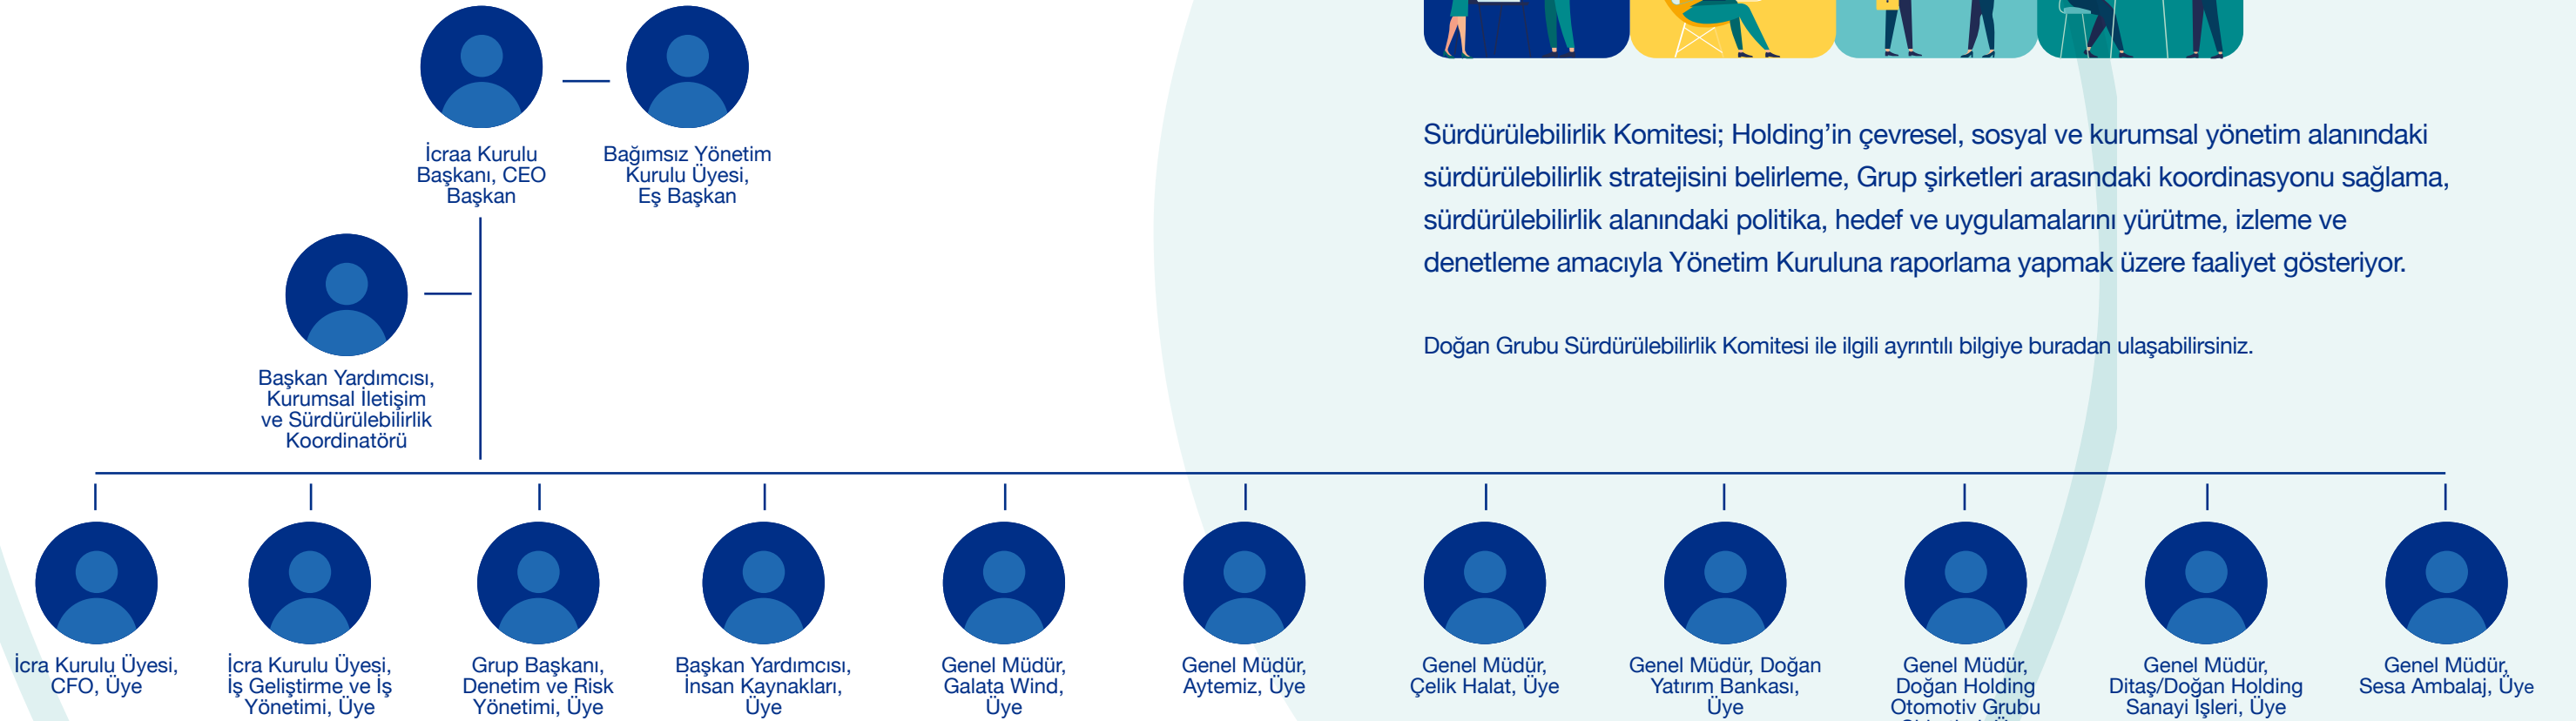 İcraa Kurulu
Başkanı, CEO
Başkan
Bağımsız Yönetim
Kurulu Üyesi,
Eş Başkan
Başkan Yardımcısı,
Kurumsal İletişim
ve Sürdürülebilirlik
Koordinatörü
Sürdürülebilirlik Komitesi; Holding’in çevresel, sosyal ve kurumsal yönetim alanındaki
sürdürülebilirlik stratejisini belirleme, Grup şirketleri arasındaki koordinasyonu sağlama,
sürdürülebilirlik alanındaki politika, hedef ve uygulamalarını yürütme, izleme ve
denetleme amacıyla Yönetim Kuruluna raporlama yapmak üzere faaliyet gösteriyor.
Doğan Grubu Sürdürülebilirlik Komitesi ile ilgili ayrıntılı bilgiye buradan ulaşabilirsiniz.
İcra Kurulu Üyesi,
CFO, Üye
İcra Kurulu Üyesi,
İş Geliştirme ve İş
Yönetimi, Üye
Grup Başkanı,
Denetim ve Risk
Yönetimi, Üye
Başkan Yardımcısı,
İnsan Kaynakları,
Üye
Genel Müdür,
Galata Wind,
Üye
Genel Müdür,
Aytemiz, Üye
Genel Müdür,
Çelik Halat, Üye
Genel Müdür, Doğan
Yatırım Bankası,
Üye
Genel Müdür,
Doğan Holding
Otomotiv Grubu
Genel Müdür,
Ditaş/Doğan Holding
Sanayi İşleri, Üye
Genel Müdür,
Sesa Ambalaj, Üye